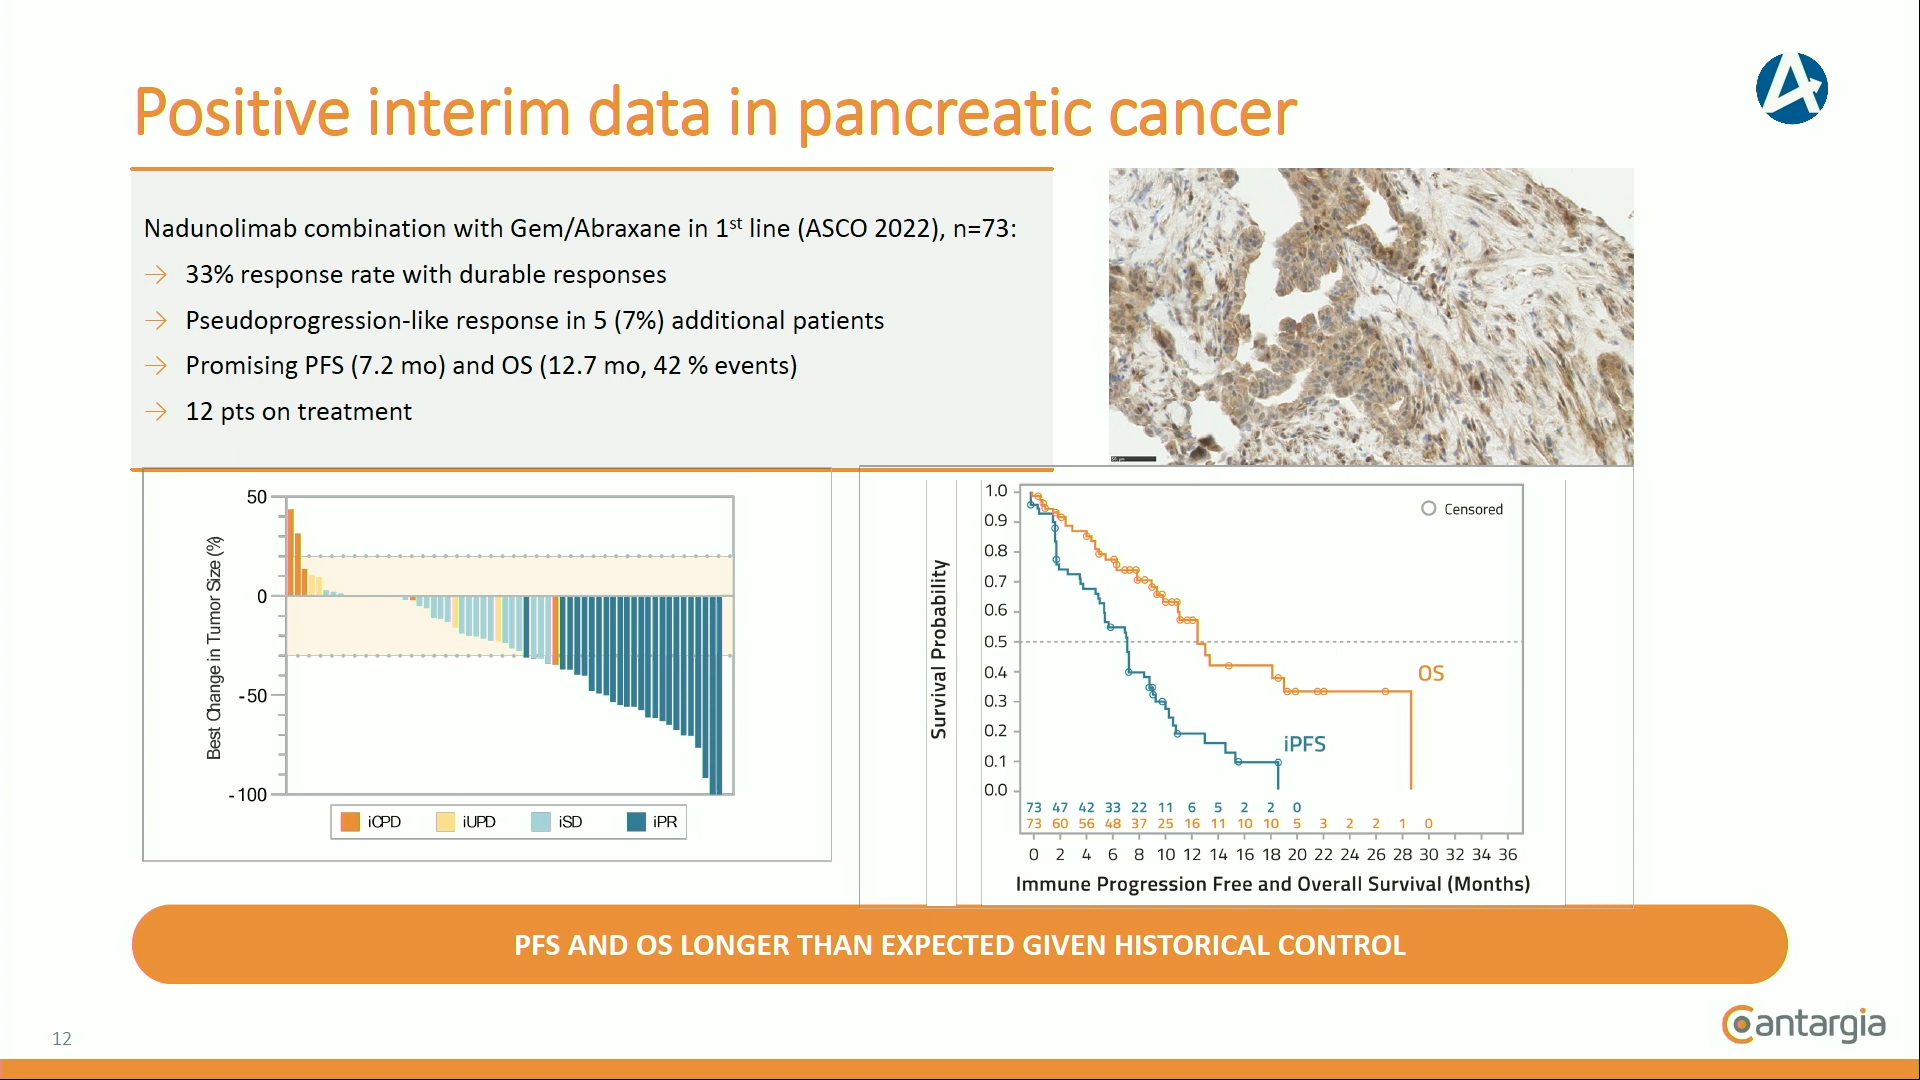 Positive interim data in pancreatic cancer
Nadunolimab combination with Gem/Abraxane in 1st line (ASCO 2022), n=73:
→ 33% response rate with durable responses
→ Pseudoprogression-like response in 5 (7%) additional patients
→ Promising PFS (7.2 mo) and OS (12.7 mo, 42 % events)
→ 12 pts on treatment
Best Change in Tumor Size (%)
50
0
-50
-100
iCPD iUPD iSD iPR
Survival Probability
1.0
0.9
0.8
0.7
0.6
0.5
0.4
0.3
0.2
0.1
0.0
Censored
OS
iPFS
73 47 42 33 22 11 6 5 2 2 0
73 60 56 48 37 25 16 11 10 10 5 3 2 2 1 0
0 2 4 6 8 10 12 14 16 18 20 22 24 26 28 30 32 34 36
Immune Progression Free and Overall Survival (Months)
PFS AND OS LONGER THAN EXPECTED GIVEN HISTORICAL CONTROL
12
Cantargia